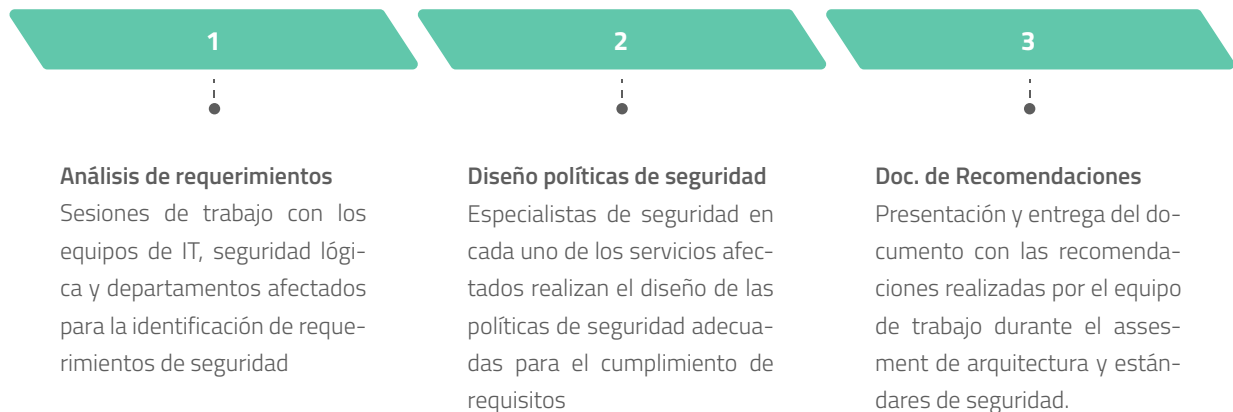 1
2
3
Análisis de requerimientos
Sesiones de trabajo con los
equipos de IT, seguridad lógi-
ca y departamentos afectados
para la identificación de reque-
rimientos de seguridad
Diseño políticas de seguridad
Especialistas de seguridad en
cada uno de los servicios afec-
tados realizan el diseño de las
políticas de seguridad adecua-
das para el cumplimiento de
requisitos
Doc. de Recomendaciones
Presentación y entrega del do-
cumento con las recomenda-
ciones realizadas por el equipo
de trabajo durante el asses-
ment de arquitectura y están-
dares de seguridad.